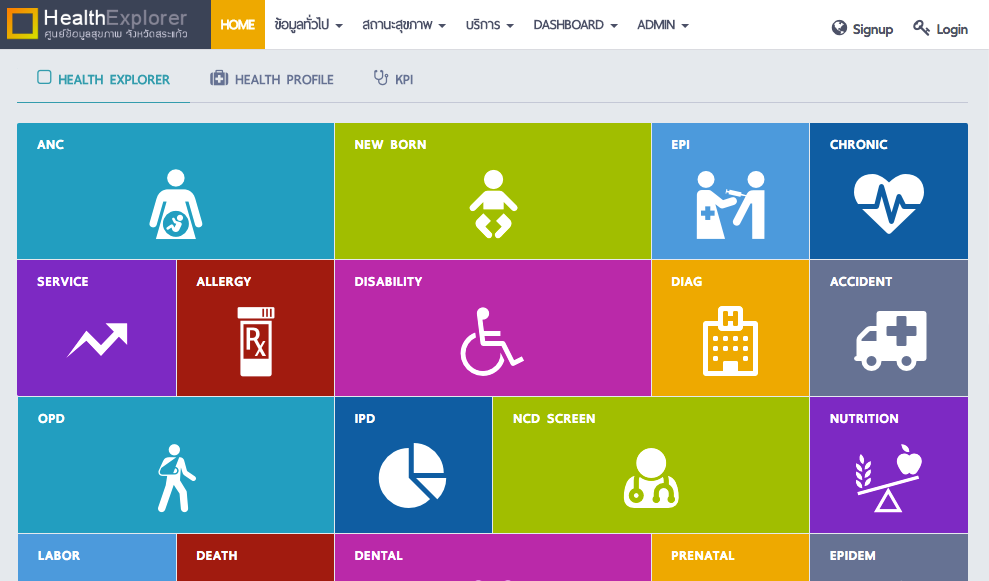 HealthExplorer
ศูนย์ข้อมูลสุขภาพ จังหวัดสระแก้ว
HOME ข้อมูลทั่วไป สถานะสุขภาพ บริการ DASHBOARD ADMIN Signup Login
HEALTH EXPLORER HEALTH PROFILE KPI
ANC NEW BORN EPI CHRONIC
SERVICE ALLERGY DISABILITY DIAG ACCIDENT
Rx
H
OPD IPD NCD SCREEN NUTRITION
LABOR DEATH DENTAL PRENATAL EPIDEM